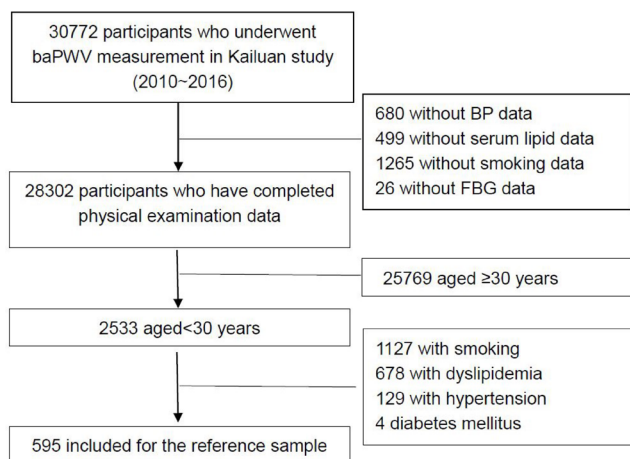 30772 participants who underwent
baPWV measurement in Kailuan study
(2010~2016)
680 without BP data
499 without serum lipid data
1265 without smoking data
26 without FBG data
28302 participants who have completed
physical examination data
25769 aged ≥30 years
2533 aged<30 years
1127 with smoking
678 with dyslipidemia
129 with hypertension
4 diabetes mellitus
595 included for the reference sample